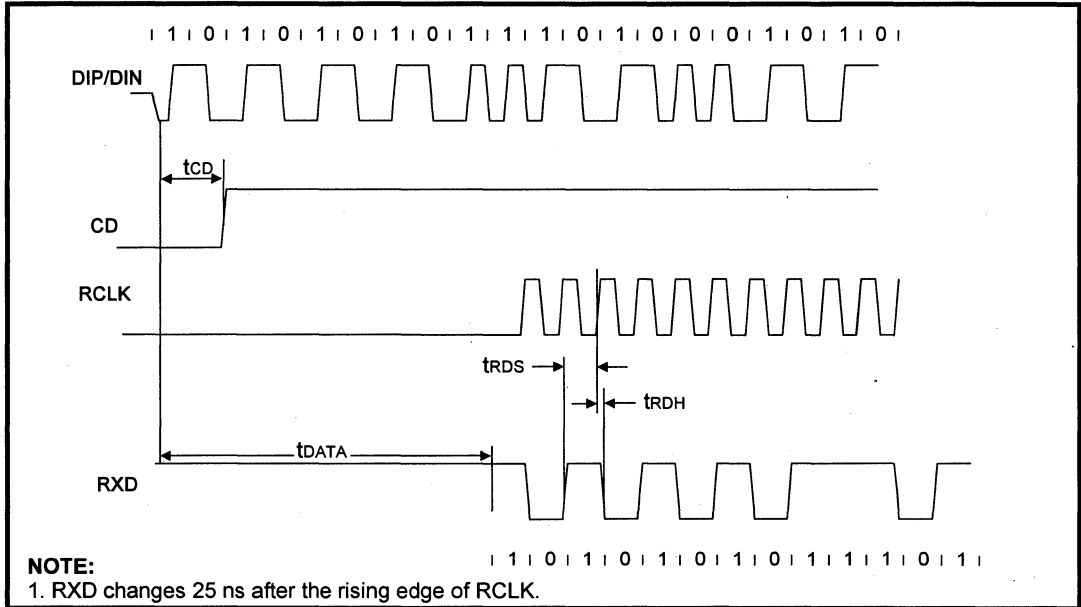 1 0 1 0 1 0 1 0 1 1 1 0 1 0 0 0 1 0 1 0
DIP/DIN
tCD
CD
RCLK
tRDS
tRDH
tDATA
RXD
1 0 1 0 1 0 1 0 1 1 1 0 1
NOTE:
1. RXD changes 25 ns after the rising edge of RCLK.